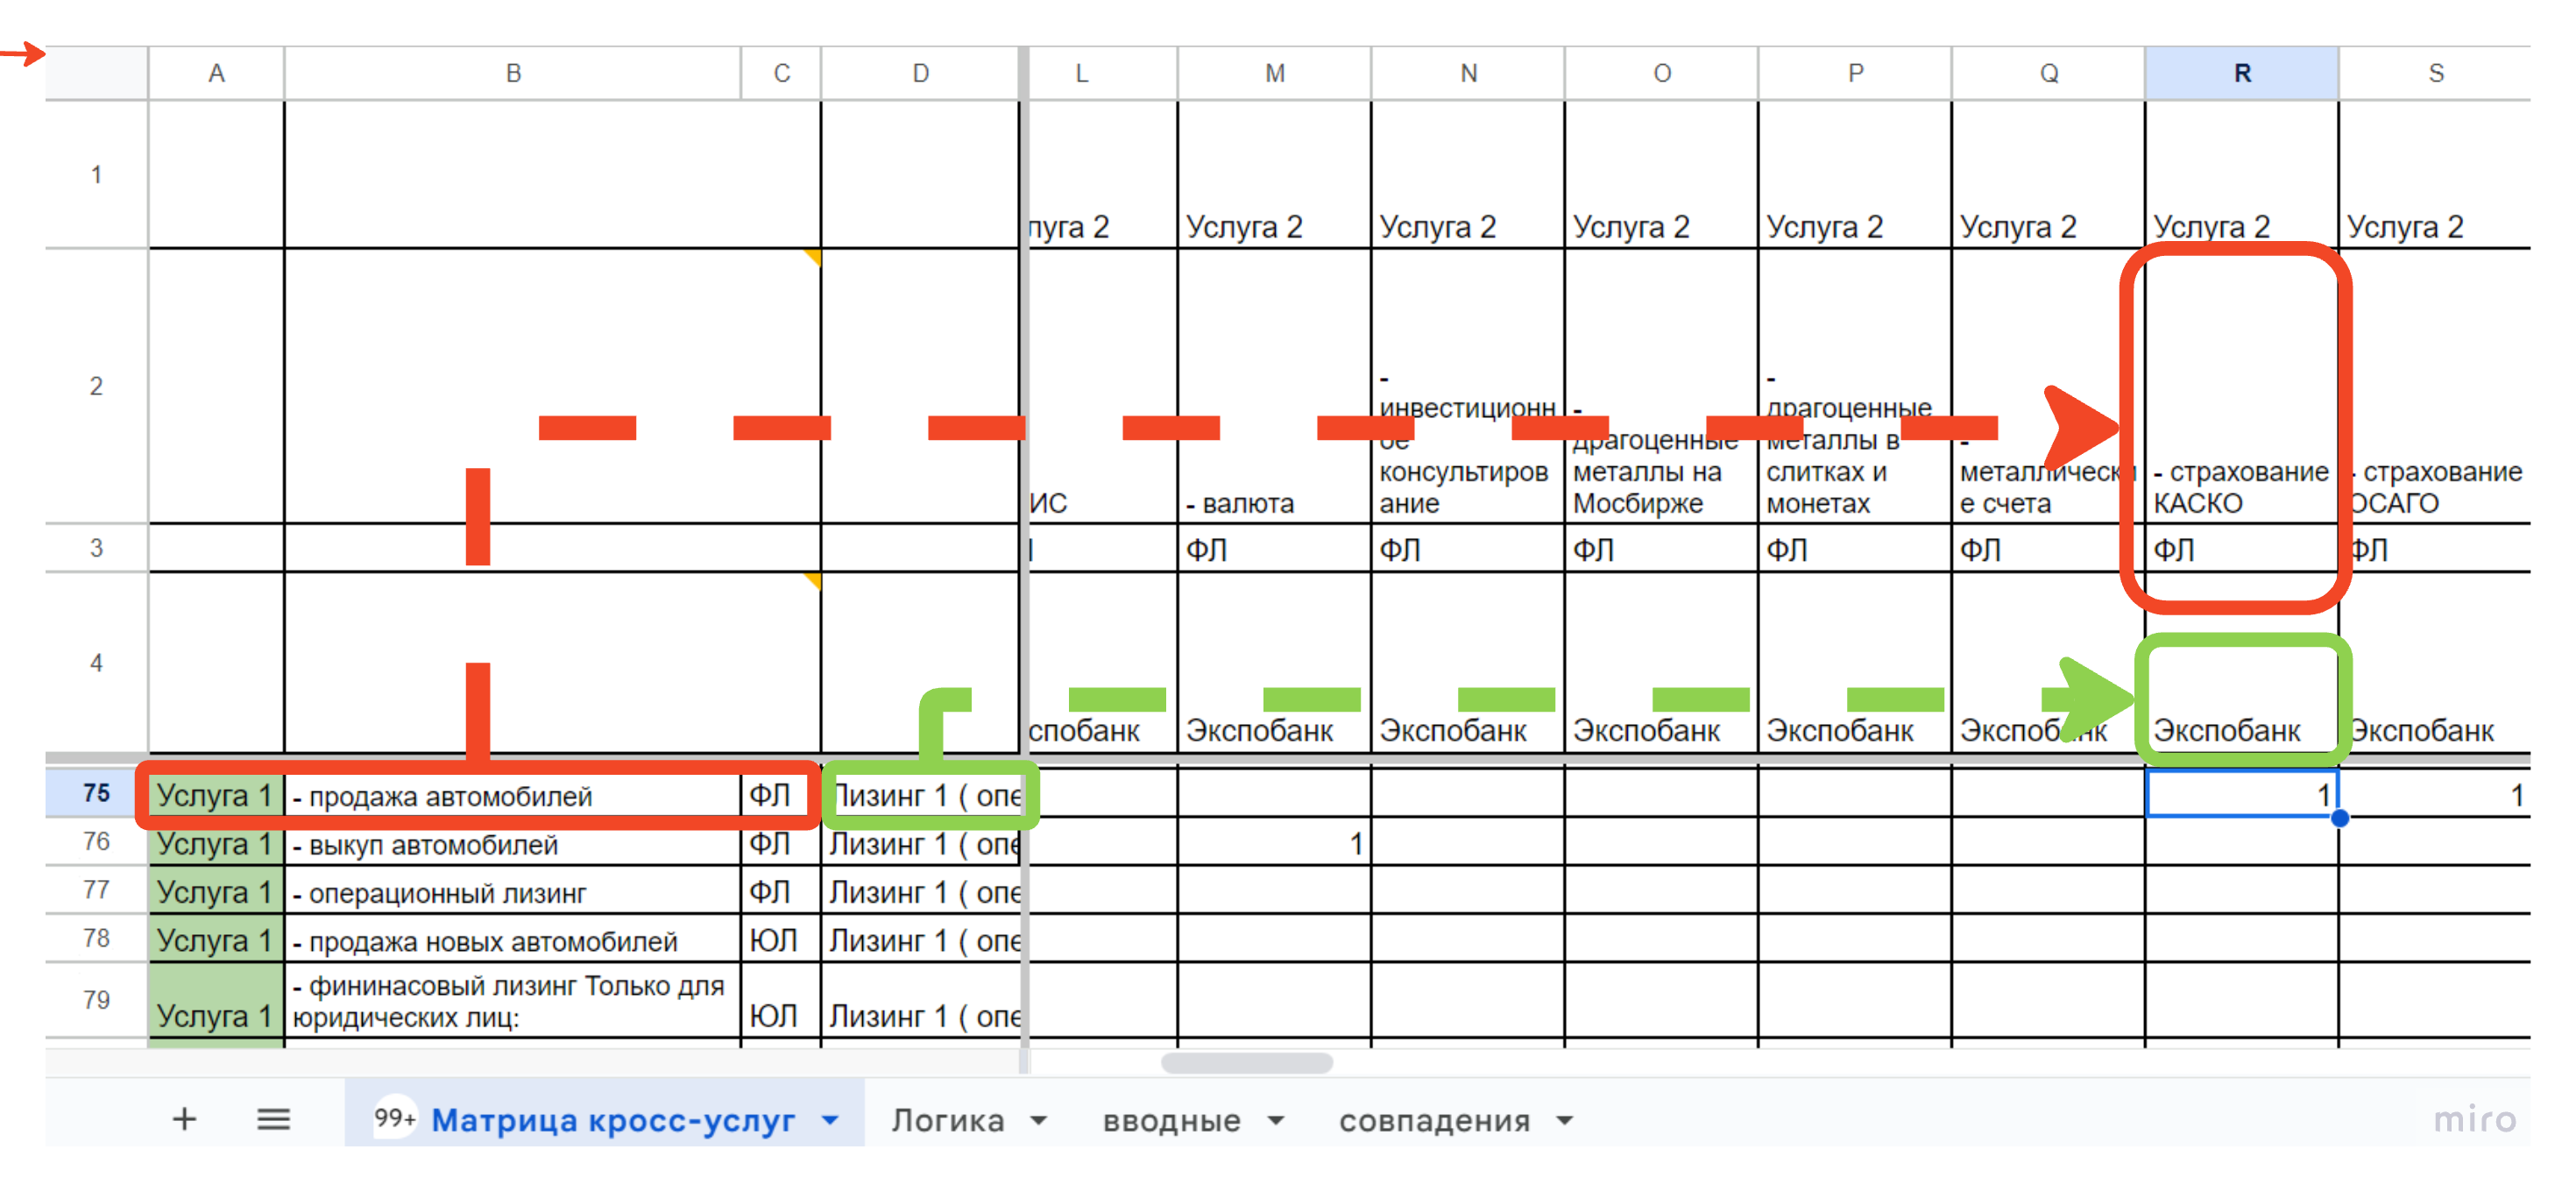 A B C D L M N O P Q R S
1 луга 2 Услуга 2 Услуга 2 Услуга 2 Услуга 2 Услуга 2 Услуга 2 Услуга 2
2
ИС
- валюта
-
инвестиционн
ое
консультиров
ание
-
драгоценные
металлы на
Мосбирже
-
драгоценные
металлы в
слитках и
монетах
-
металлически
е счета
- страхование
КАСКО
- страхование
ОСАГО
3 ФЛ ФЛ ФЛ ФЛ ФЛ ФЛ ФЛ
4 спобанк Экспобанк Экспобанк Экспобанк Экспобанк Экспобанк Экспобанк Экспобанк
75 Услуга 1 - продажа автомобилей ФЛ Лизинг 1 ( опе 1 1
76 Услуга 1 - выкуп автомобилей ФЛ Лизинг 1 ( опе 1
77 Услуга 1 - операционный лизинг ФЛ Лизинг 1 ( опе
78 Услуга 1 - продажа новых автомобилей ЮЛ Лизинг 1 ( опе
79 Услуга 1 - фининасовый лизинг Только для
юридических лиц: ЮЛ Лизинг 1 ( опе
99+ Матрица кросс-услуг Логика вводные совпадения
miro